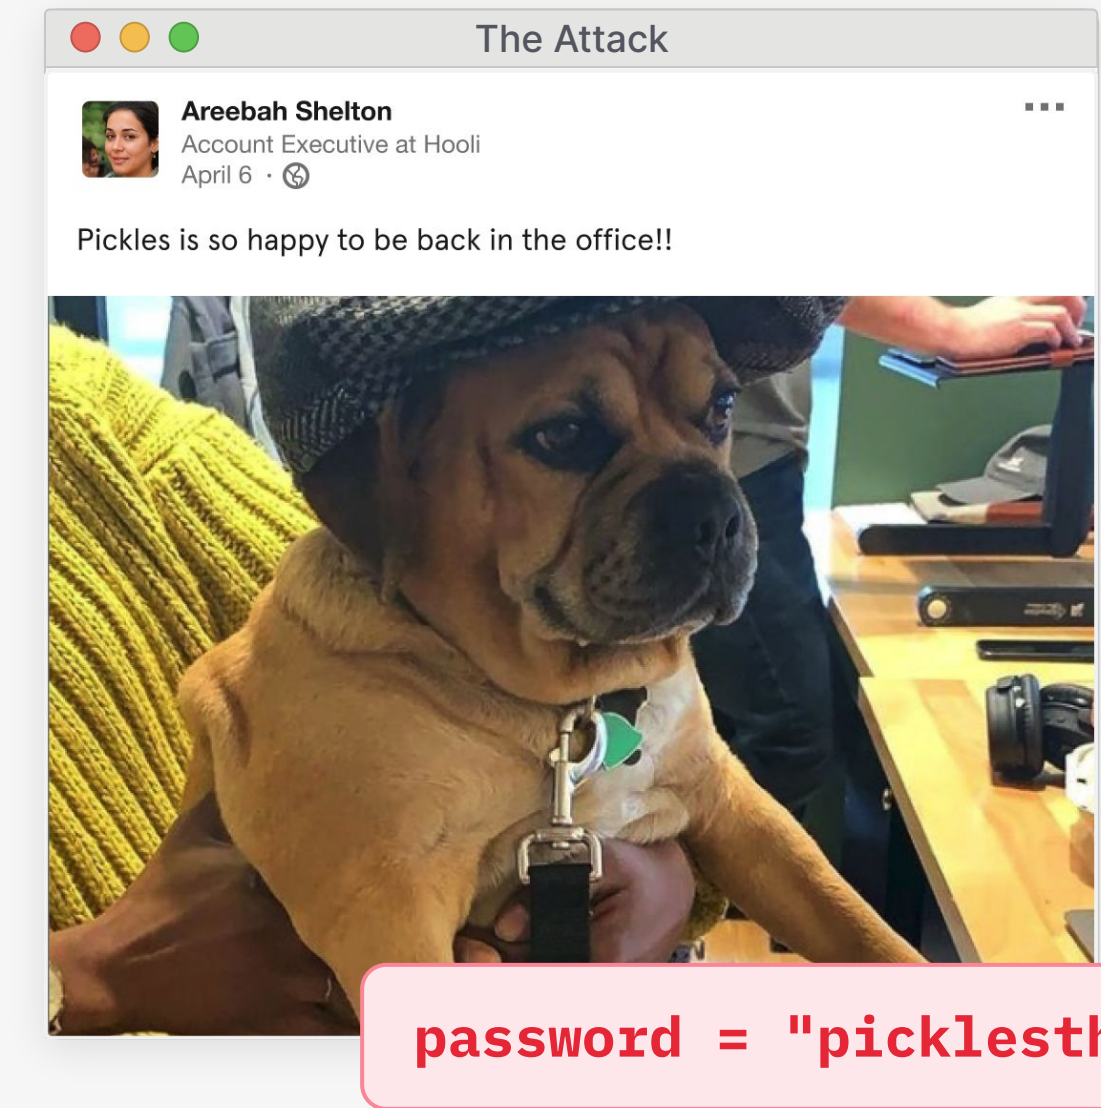 The Attack
Areebah Shelton
Account Executive at Hooli
April 6 ·
Pickles is so happy to be back in the office!!
password = "picklesth